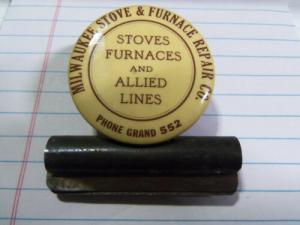 MILWAUKEE STOVE & FURNACE REPAIR CO.
STOVES
FURNACES
AND
ALLIED
LINES
PHONE GRAND 552